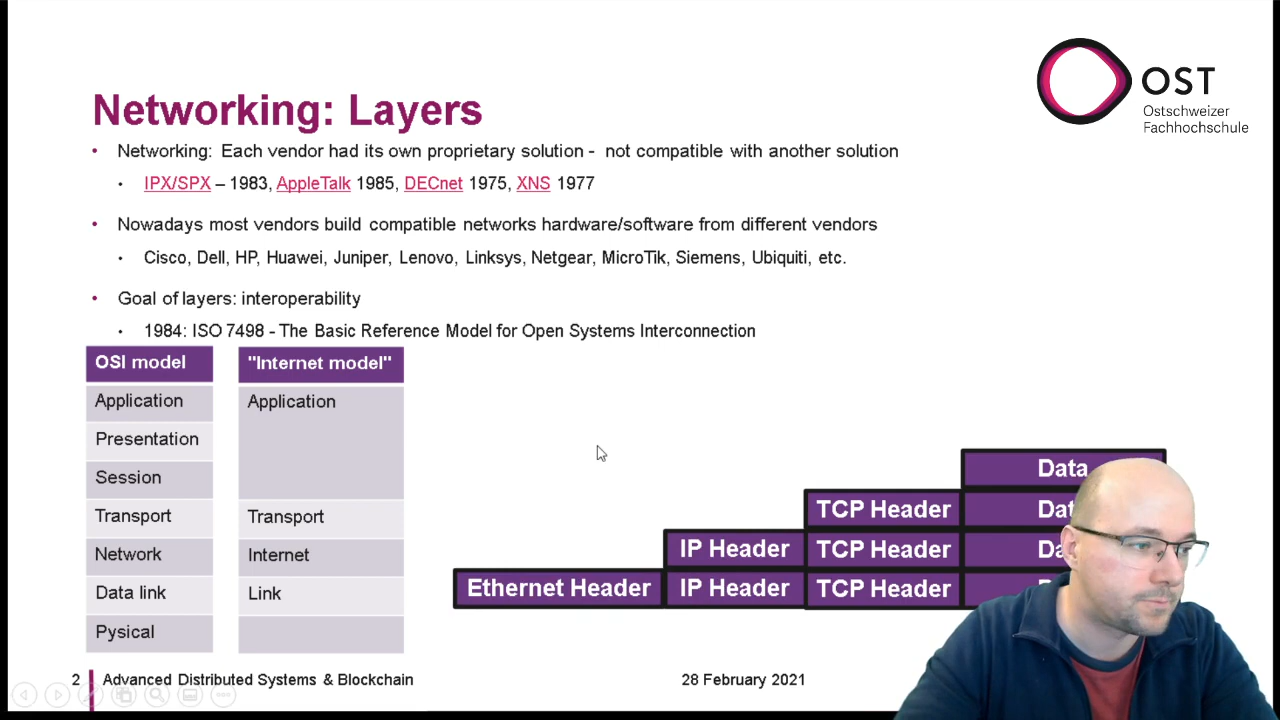 OST
Ostschweizer
Fachhochschule
Networking: Layers
• Networking: Each vendor had its own proprietary solution - not compatible with another solution
• IPX/SPX – 1983, AppleTalk 1985, DECnet 1975, XNS 1977
• Nowadays most vendors build compatible networks hardware/software from different vendors
• Cisco, Dell, HP, Huawei, Juniper, Lenovo, Linksys, Netgear, MicroTik, Siemens, Ubiquiti, etc.
• Goal of layers: interoperability
• 1984: ISO 7498 - The Basic Reference Model for Open Systems Interconnection
OSI model
Application
Presentation
Session
Transport
Network
Data link
Pysical
"Internet model"
Application
Transport
Internet
Link
Data
TCP Header
IP Header TCP Header
Ethernet Header IP Header TCP Header
2 Advanced Distributed Systems & Blockchain 28 February 2021